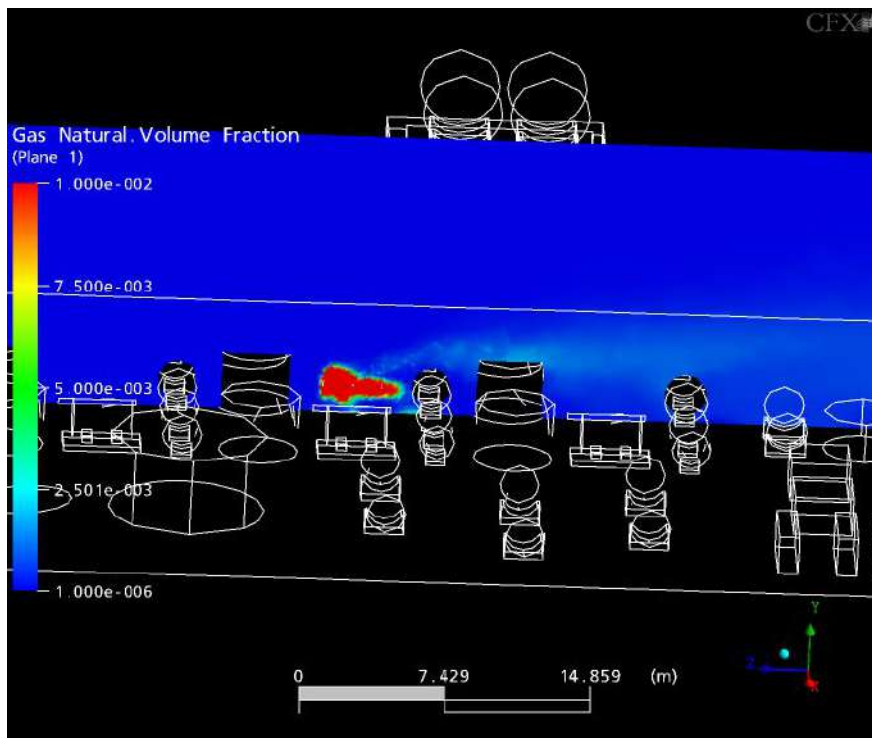 CFX
Gas Natural.Volume Fraction
(Plane 1)
1.000e-002
7.500e-003
5.000e-003
2.501e-003
1.000e-006
0 7.429 14.859 (m)
Y
Z
X